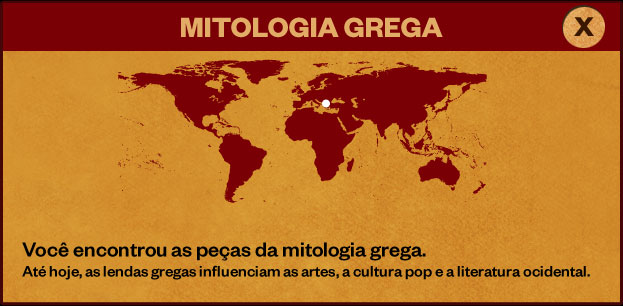 MITOLOGIA GREGA
X
Você encontrou as peças da mitologia grega.
Até hoje, as lendas gregas influenciam as artes, a cultura pop e a literatura ocidental.